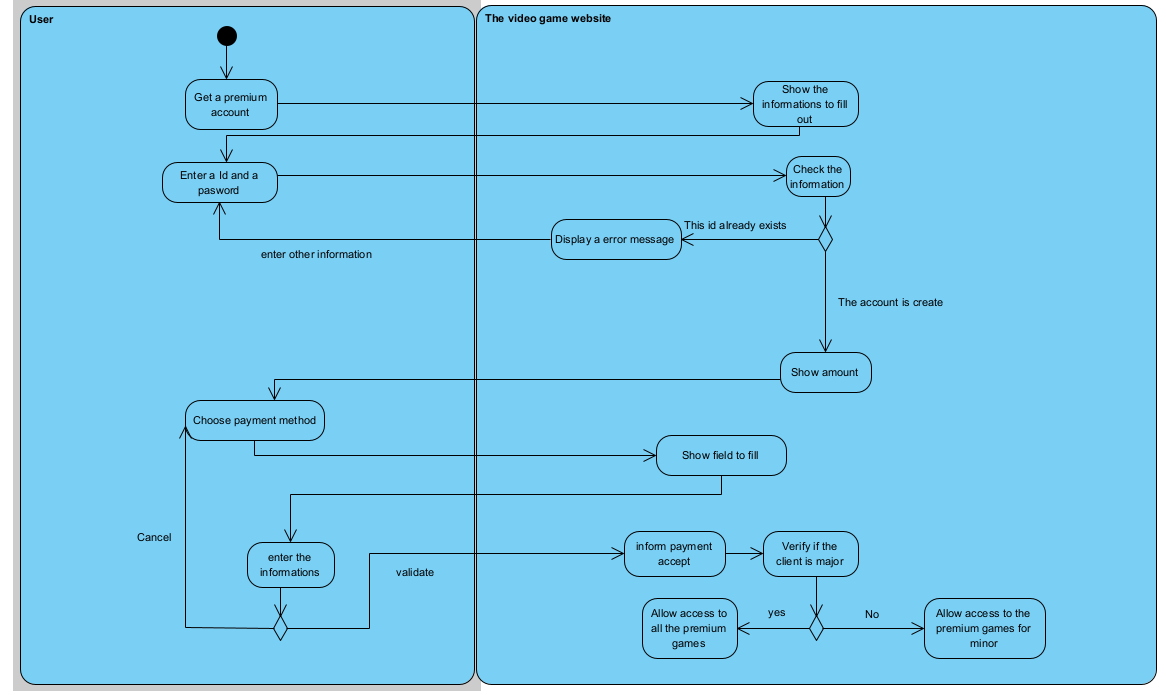 User
The video game website
Get a premium
account
Show the
informations to fill
out
Enter a Id and a
pasword
Check the
information
This id already exists
Display a error message
enter other information
The account is create
Show amount
Choose payment method
Show field to fill
Cancel
enter the
informations
validate
inform payment
accept
Verify if the
client is major
yes
No
Allow access to
all the premium
games
Allow access to the
premium games for
minor